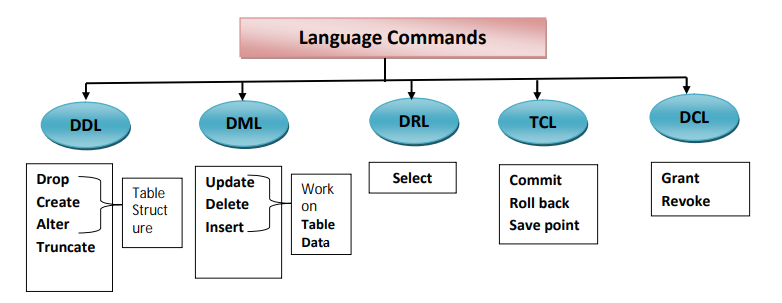 Language Commands
DDL
DML
DRL
TCL
DCL
Drop
Create
Alter
Truncate
Table
Struct
ure
Update
Delete
Insert
Work
on
Table
Data
Select
Commit
Roll back
Save point
Grant
Revoke